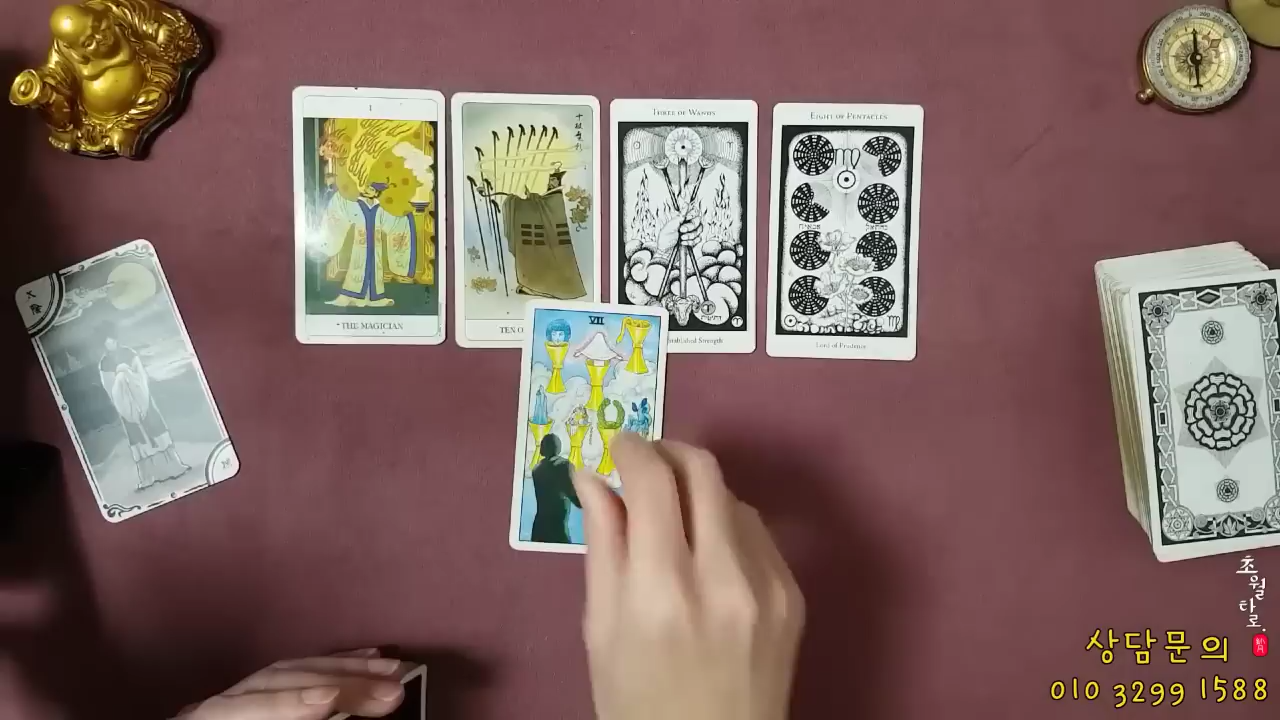 I
THE MAGICIAN
TEN O
THREE OF WANDS
Established Strength
EIGHT OF PENTACLES
Lord of Prudence
VII
초월
타로.
상담문의
010 3299 1588